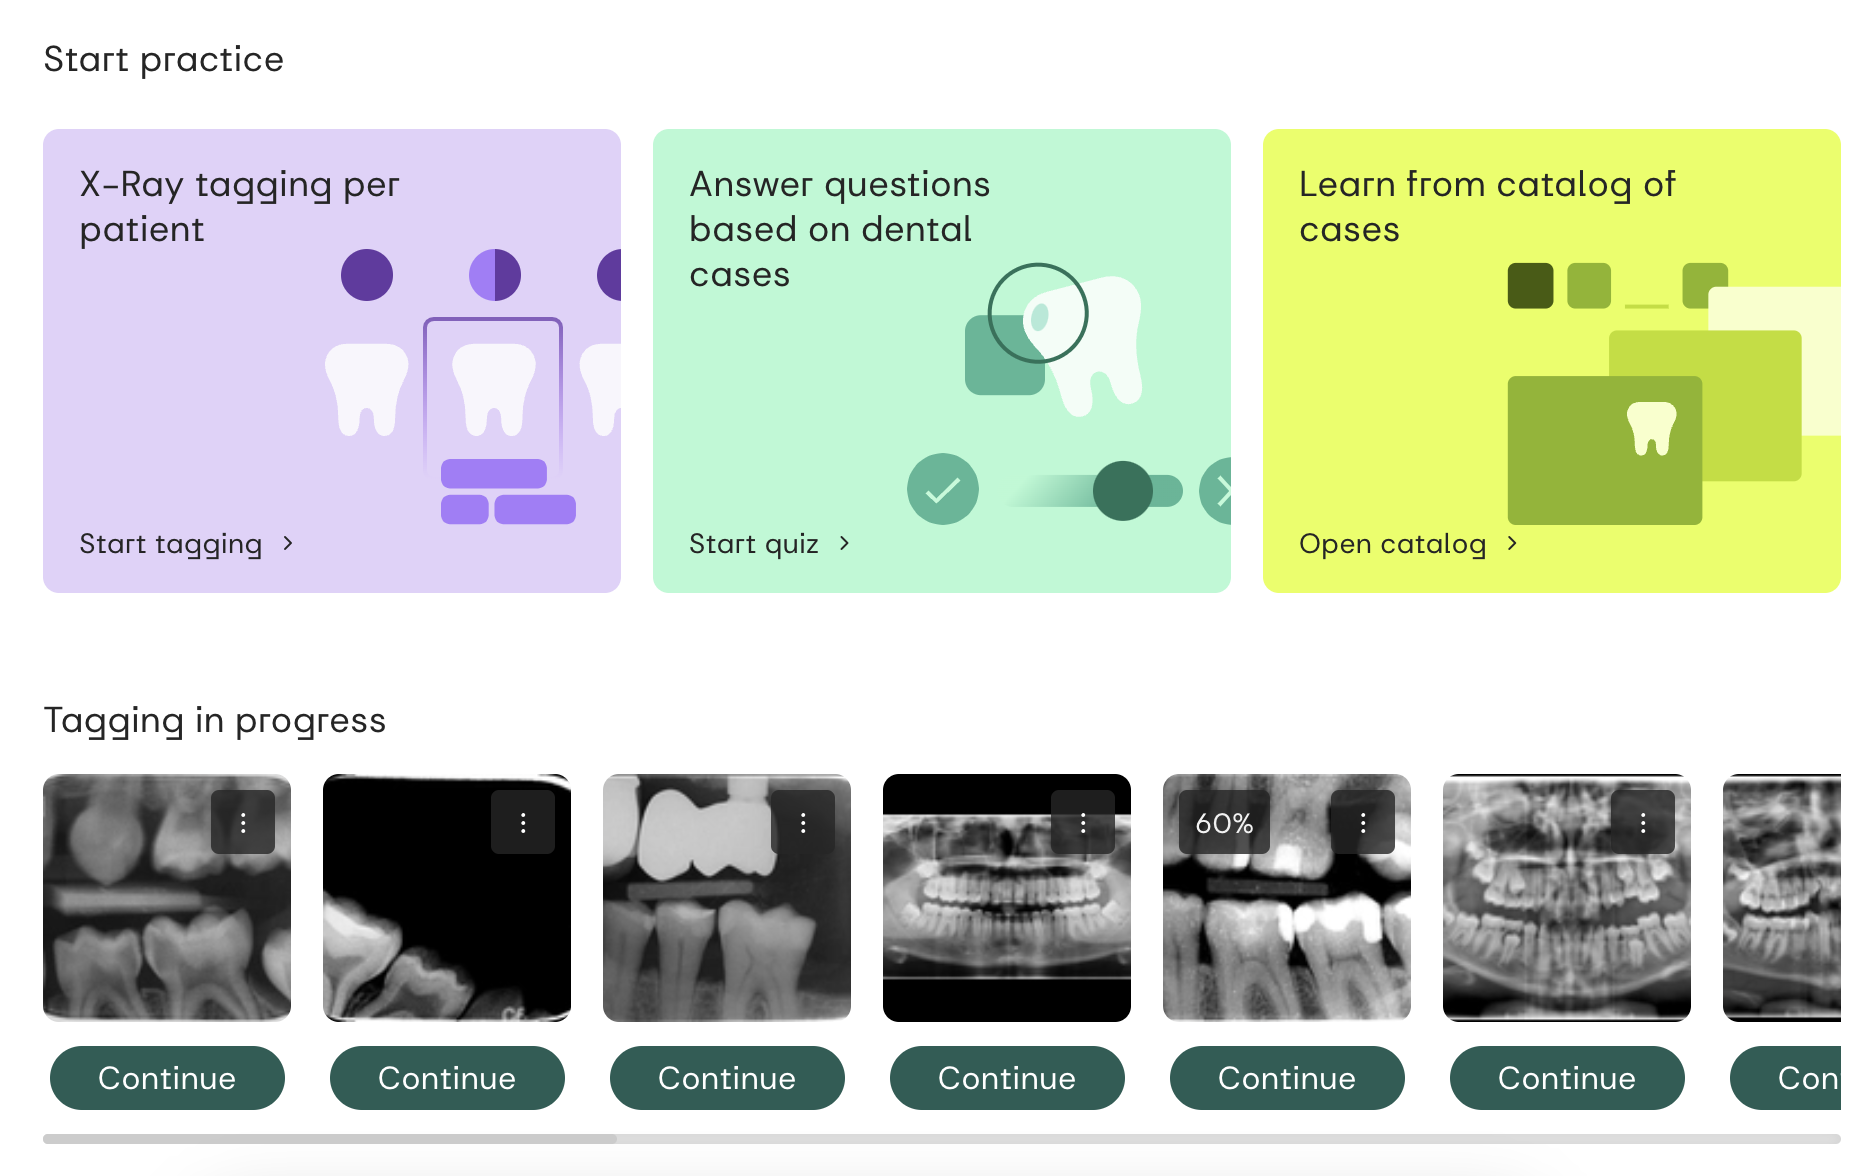 Start practice
X-Ray tagging per
patient
Start tagging
Answer questions
based on dental
cases
Start quiz
Learn from catalog of
cases
Open catalog
Tagging in progress
60%
Continue
Continue
Continue
Continue
Continue
Continue
Con